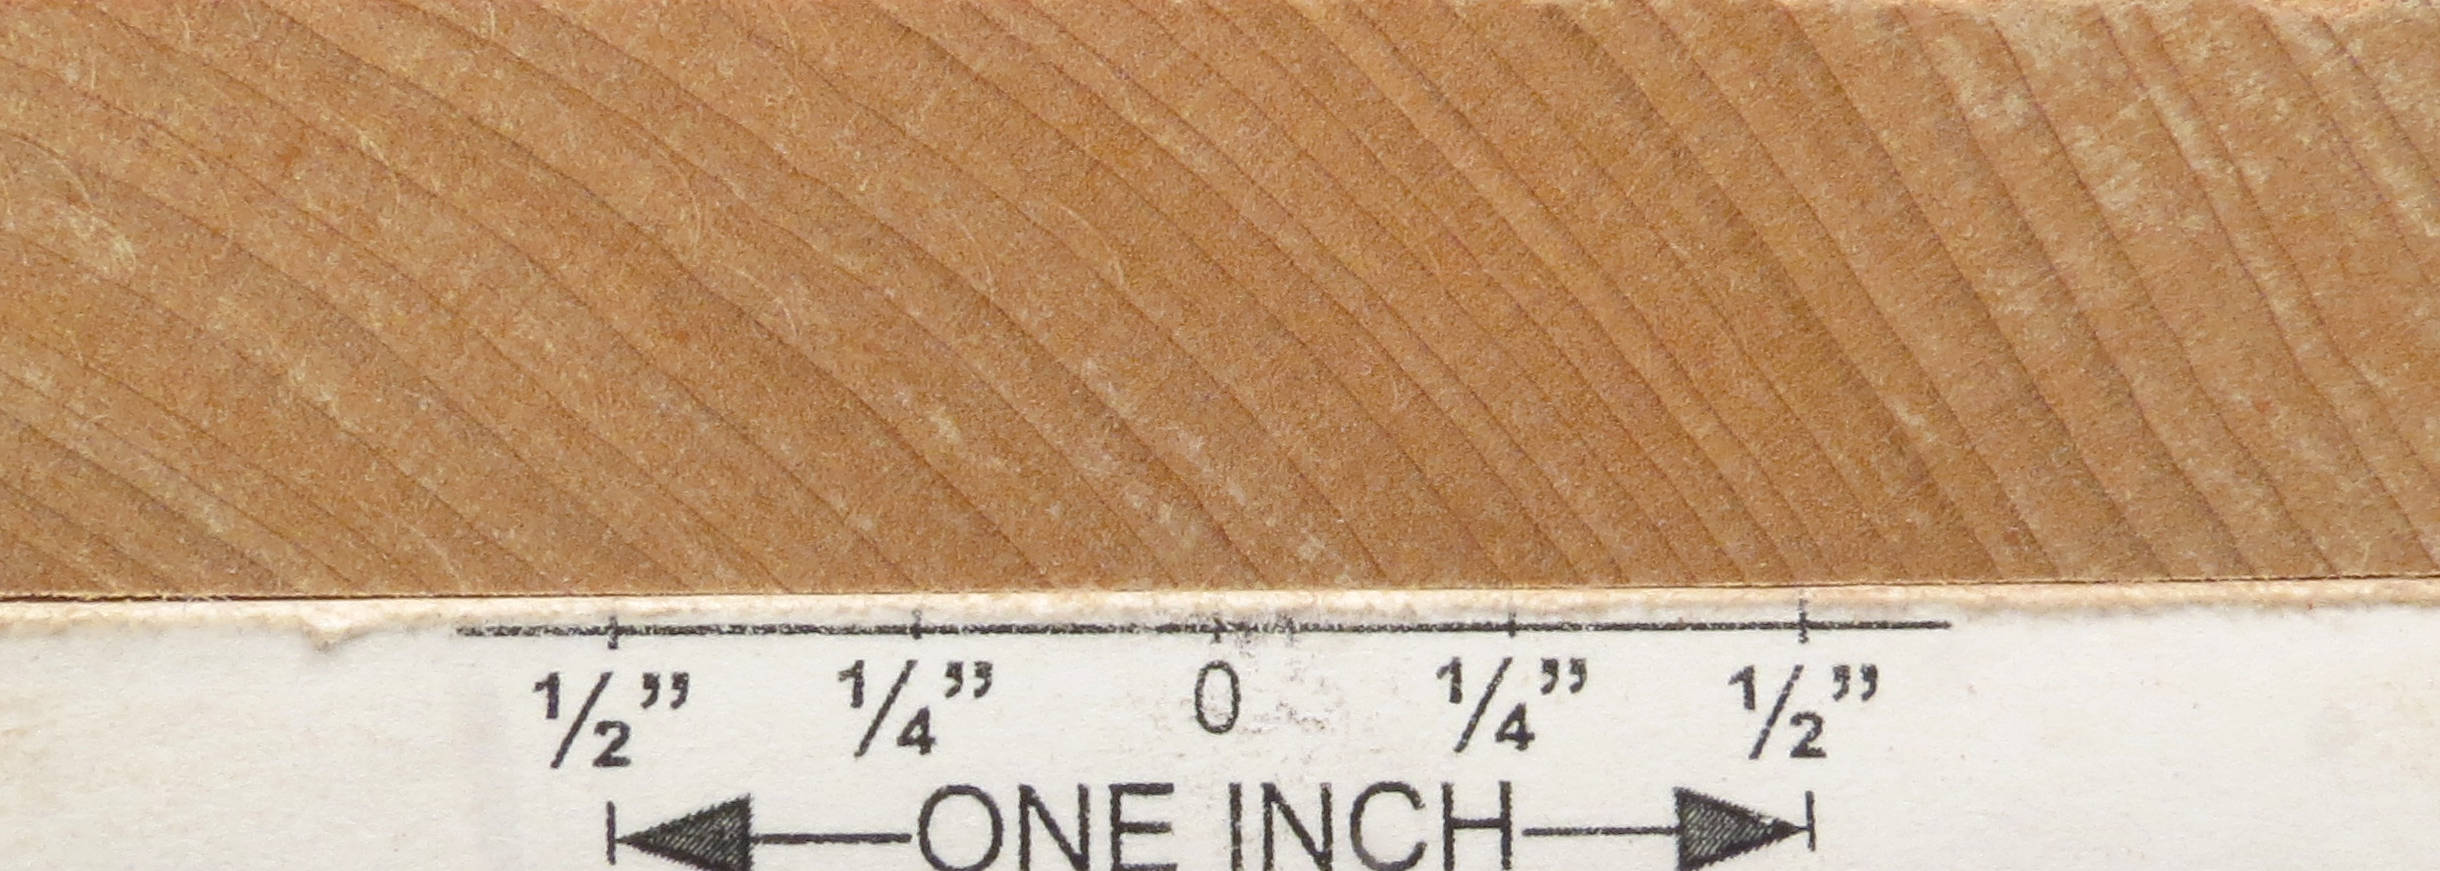 1/2” 1/4” 0 1/4” 1/2”
ONE INCH